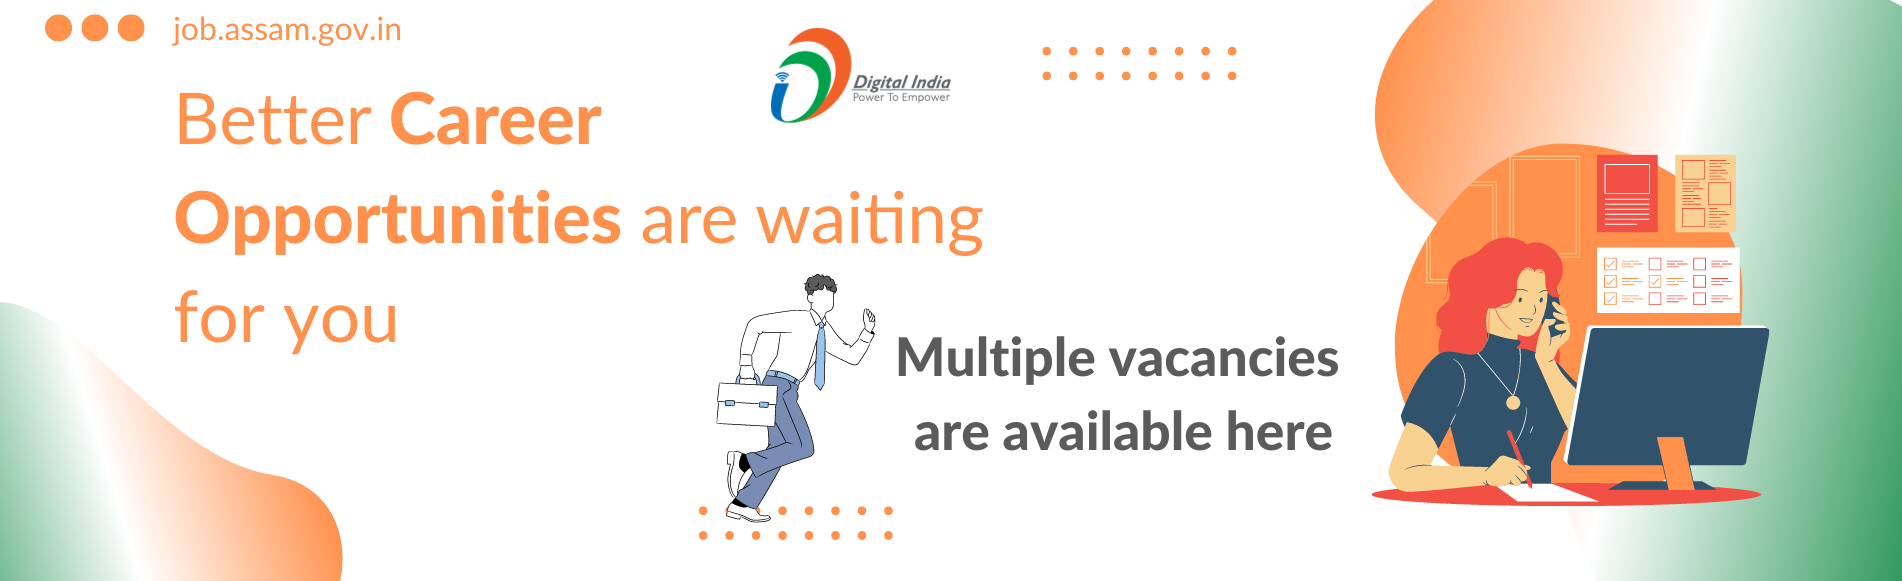 job.assam.gov.in
Digital India
Power To Empower
Better Career
Opportunities are waiting
for you
Multiple vacancies
are available here